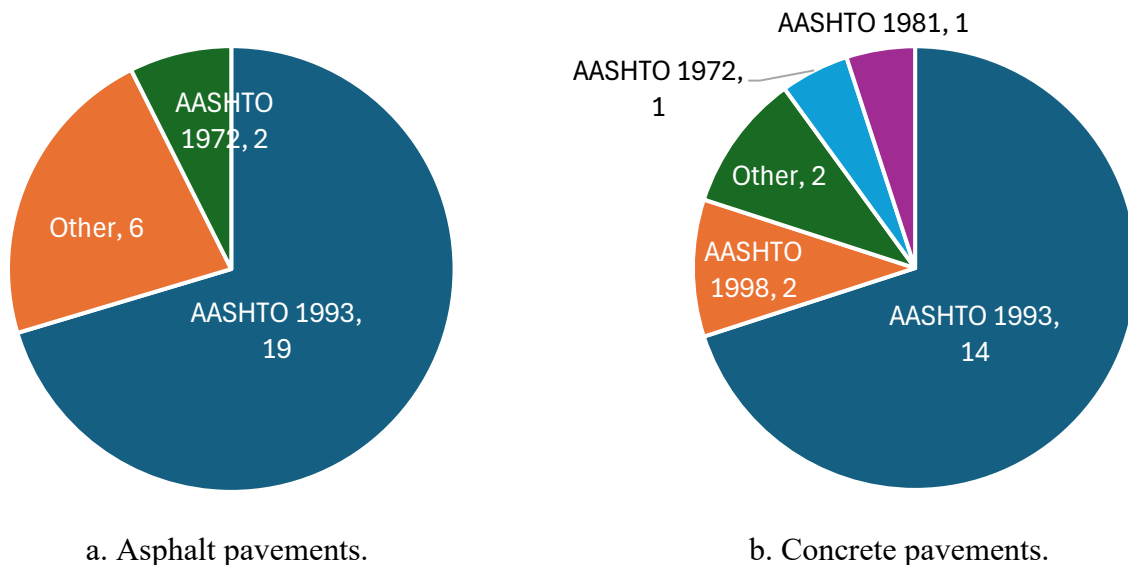 AASHTO
1972, 2
Other, 6
AASHTO 1993,
19
a. Asphalt pavements.
AASHTO 1981, 1
AASHTO 1972,
1
Other, 2
AASHTO
1998, 2
AASHTO 1993,
14
b. Concrete pavements.